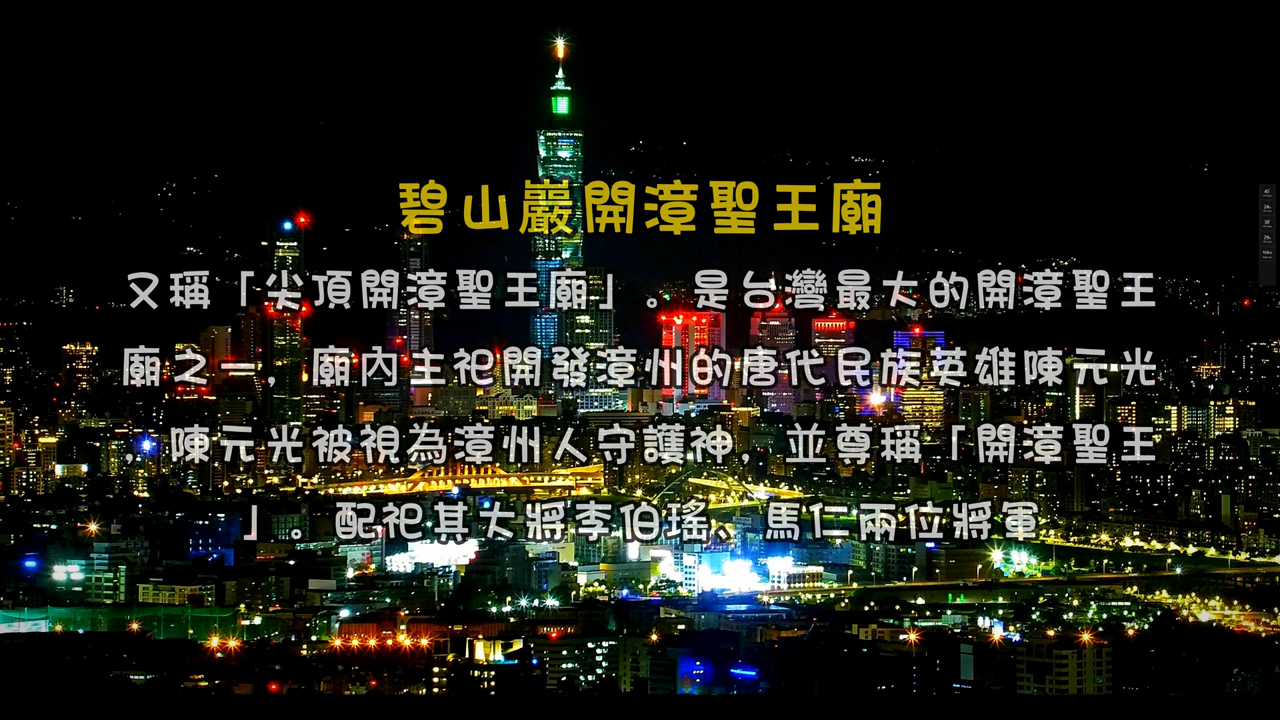 碧山巖開漳聖王廟
又稱「尖頂開漳聖王廟」。是台灣最大的開漳聖王
廟之一，廟內主祀開發漳州的唐代民族英雄陳元光
，陳元光被視為漳州人守護神，並尊稱「開漳聖王
」。配祀其大將李伯瑤、馬仁兩位將軍